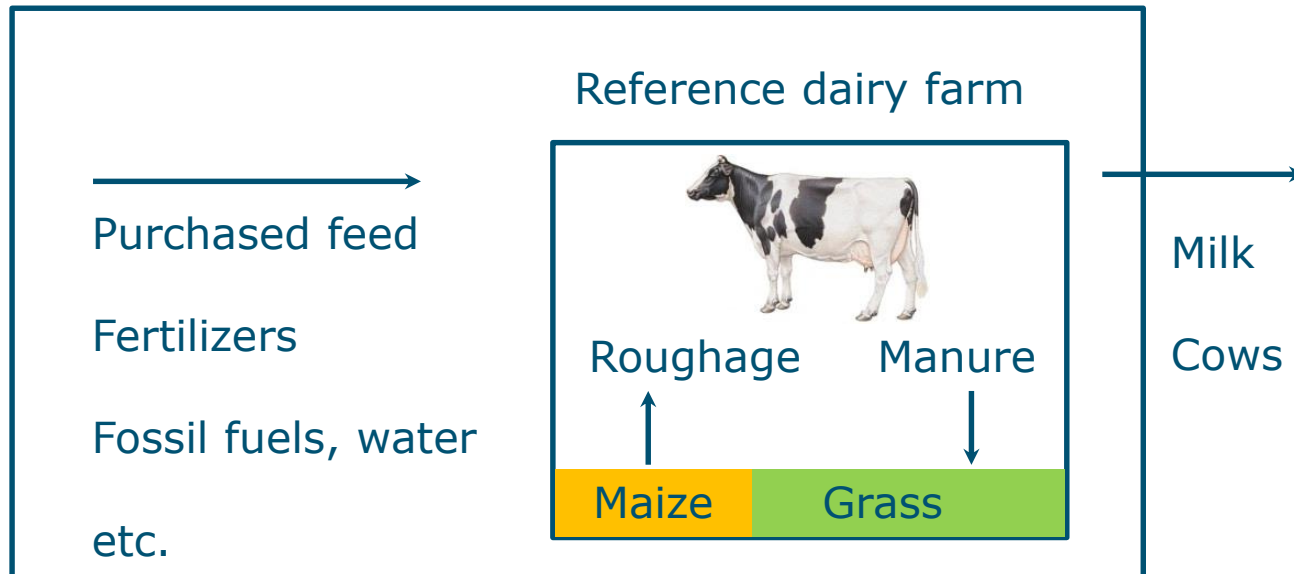 Reference dairy farm
Purchased feed
Fertilizers
Fossil fuels, water
etc.
Roughage Manure
Maize Grass
Milk
Cows